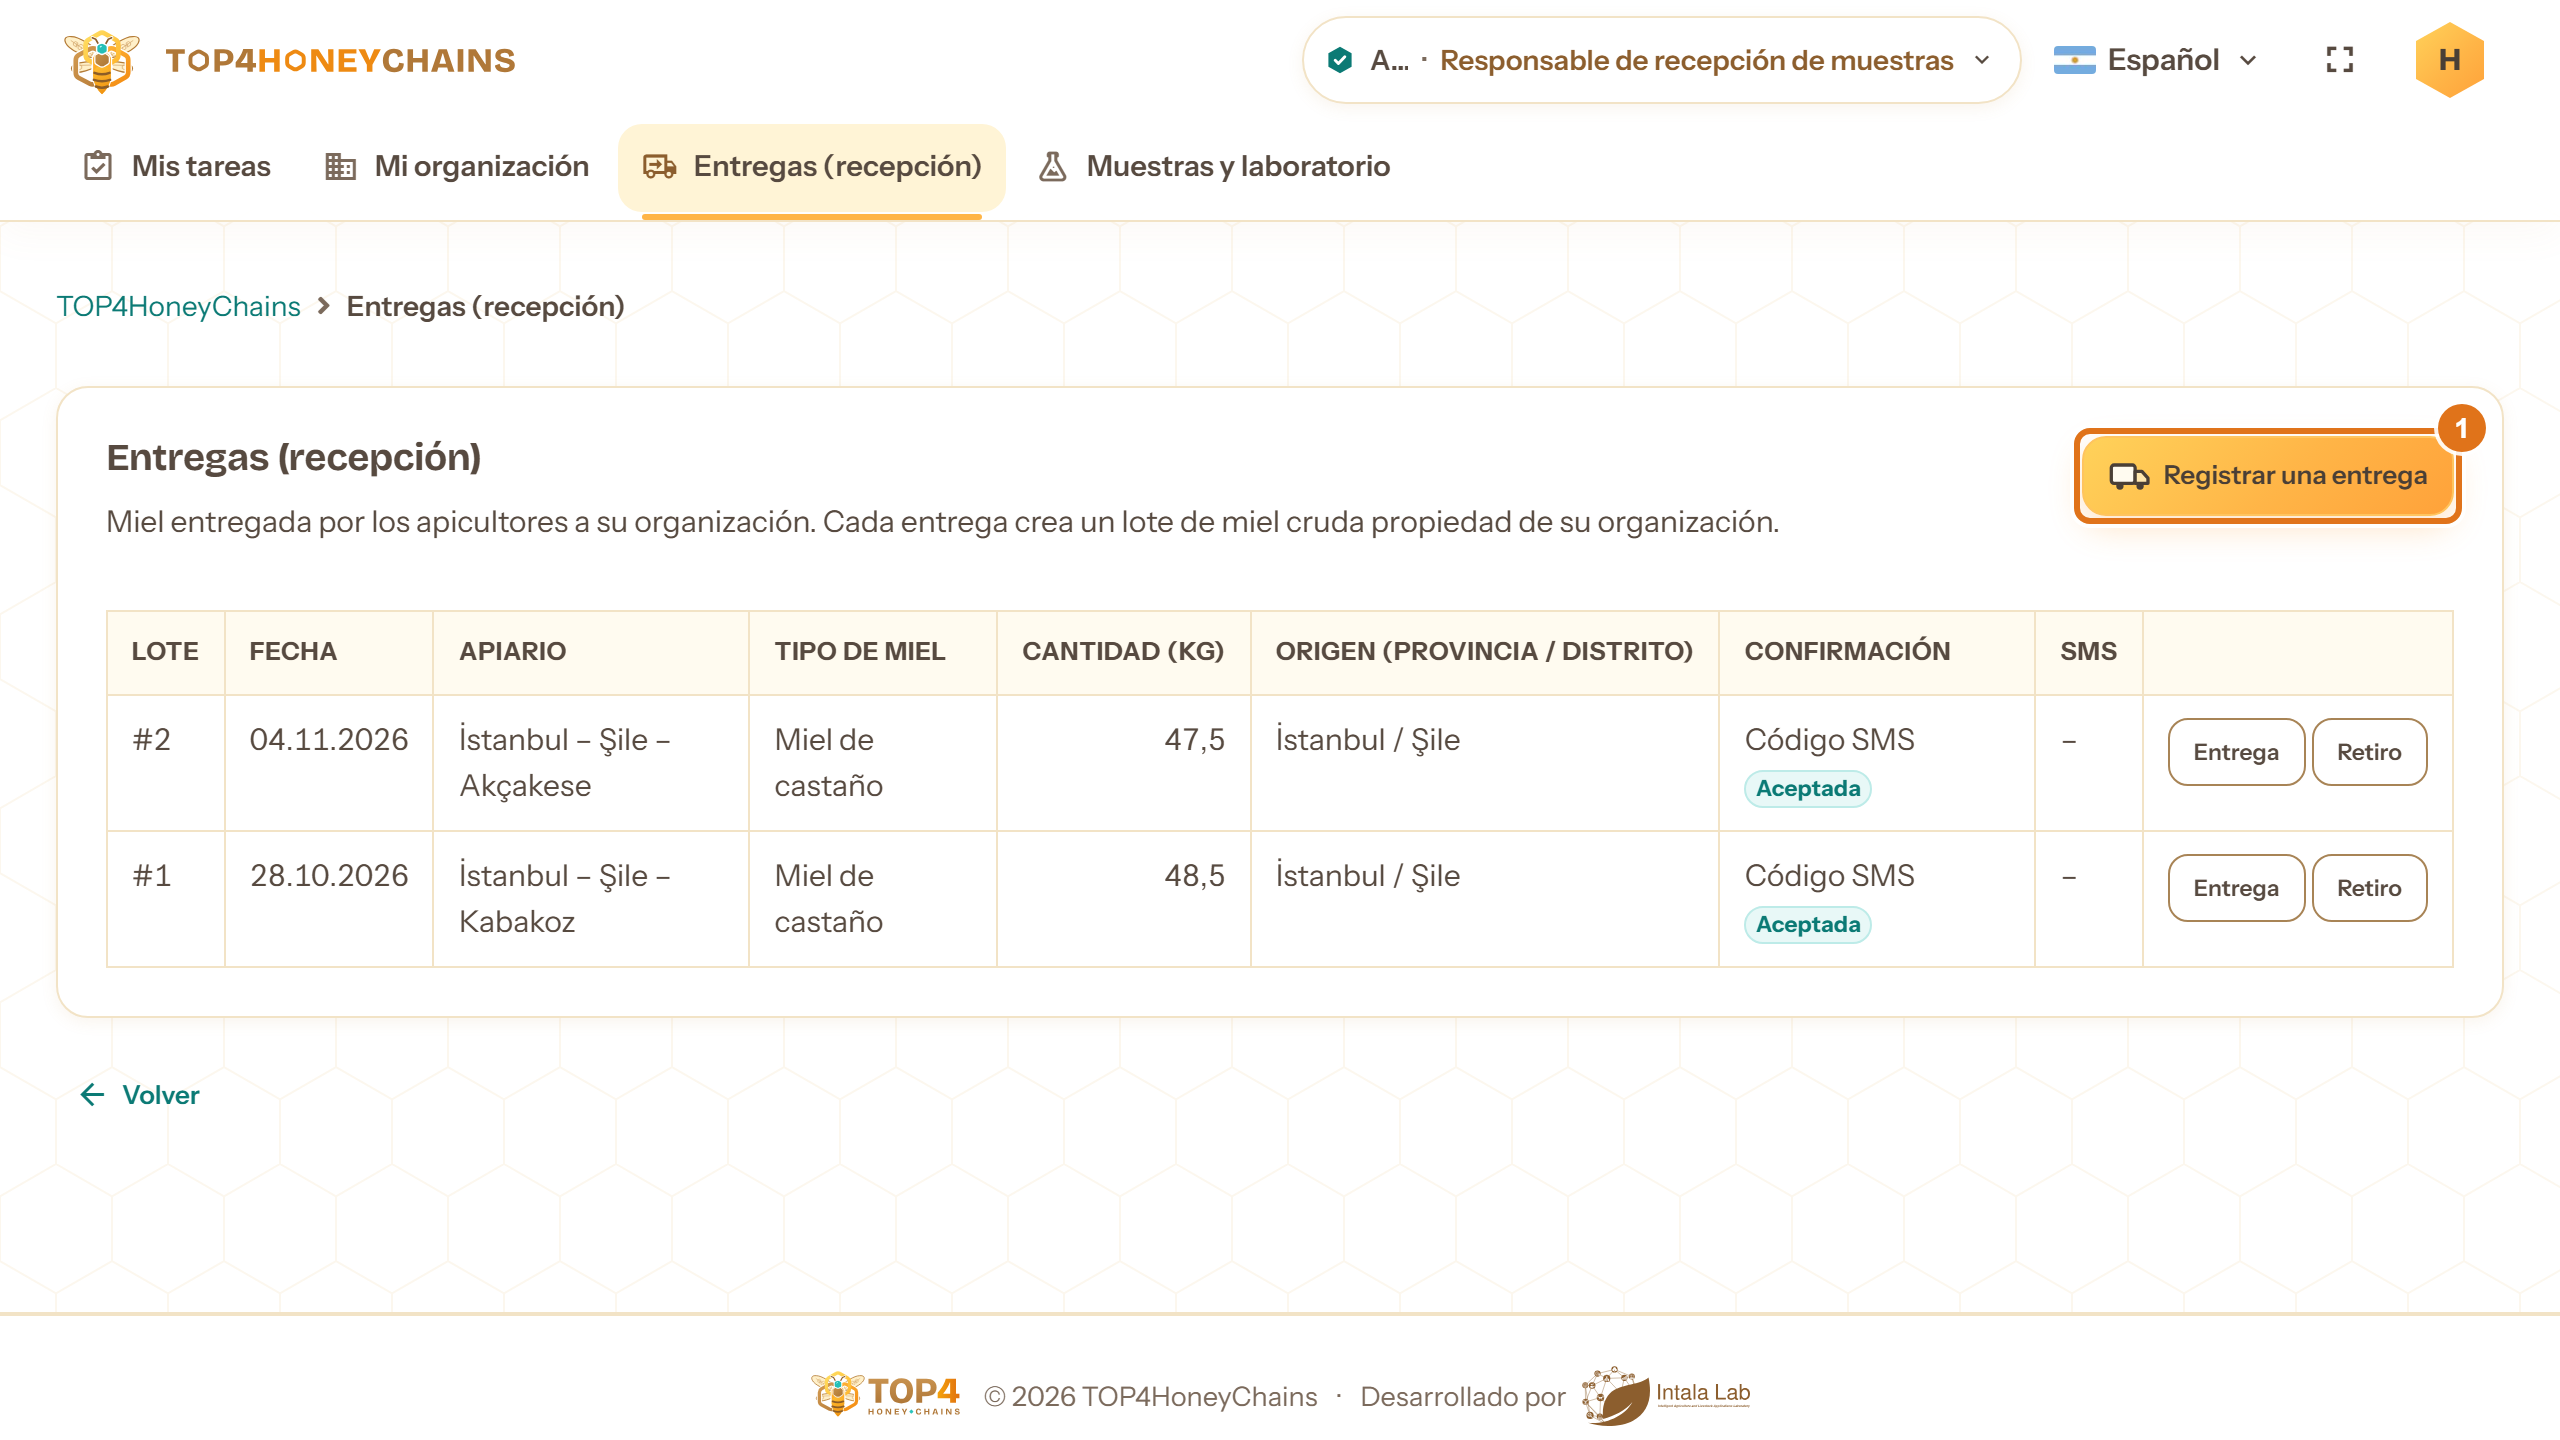 TOP4HONEYCHAINS
A... · Responsable de recepción de muestras
Español
H
Mis tareas
Mi organización
Entregas (recepción)
Muestras y laboratorio
TOP4HoneyChains > Entregas (recepción)
1
Entregas (recepción)
Registrar una entrega
Miel entregada por los apicultores a su organización. Cada entrega crea un lote de miel cruda propiedad de su organización.
LOTE FECHA APIARIO TIPO DE MIEL CANTIDAD (KG) ORIGEN (PROVINCIA / DISTRITO) CONFIRMACIÓN SMS
#2 04.11.2026 İstanbul – Şile – Miel de 47,5 İstanbul / Şile Código SMS – Entrega Retiro
Akçakese castaño Aceptada
#1 28.10.2026 İstanbul – Şile – Miel de 48,5 İstanbul / Şile Código SMS – Entrega Retiro
Kabakoz castaño Aceptada
Volver
TOP4
HONEY CHAINS
© 2026 TOP4HoneyChains · Desarrollado por
Intala Lab